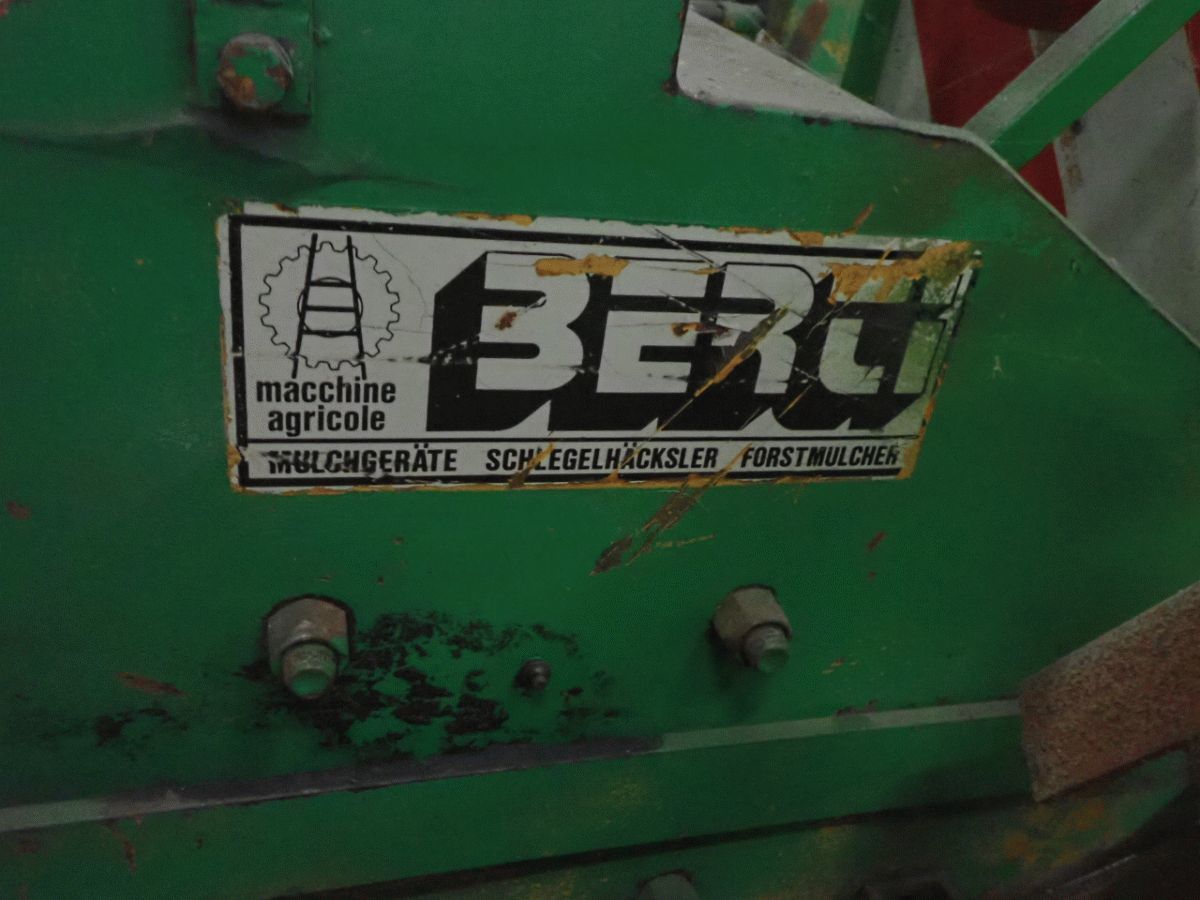 BERTI
macchine
agricole
MULCHGERÄTE SCHLEGELHÄCKSLER FORSTMULCHER